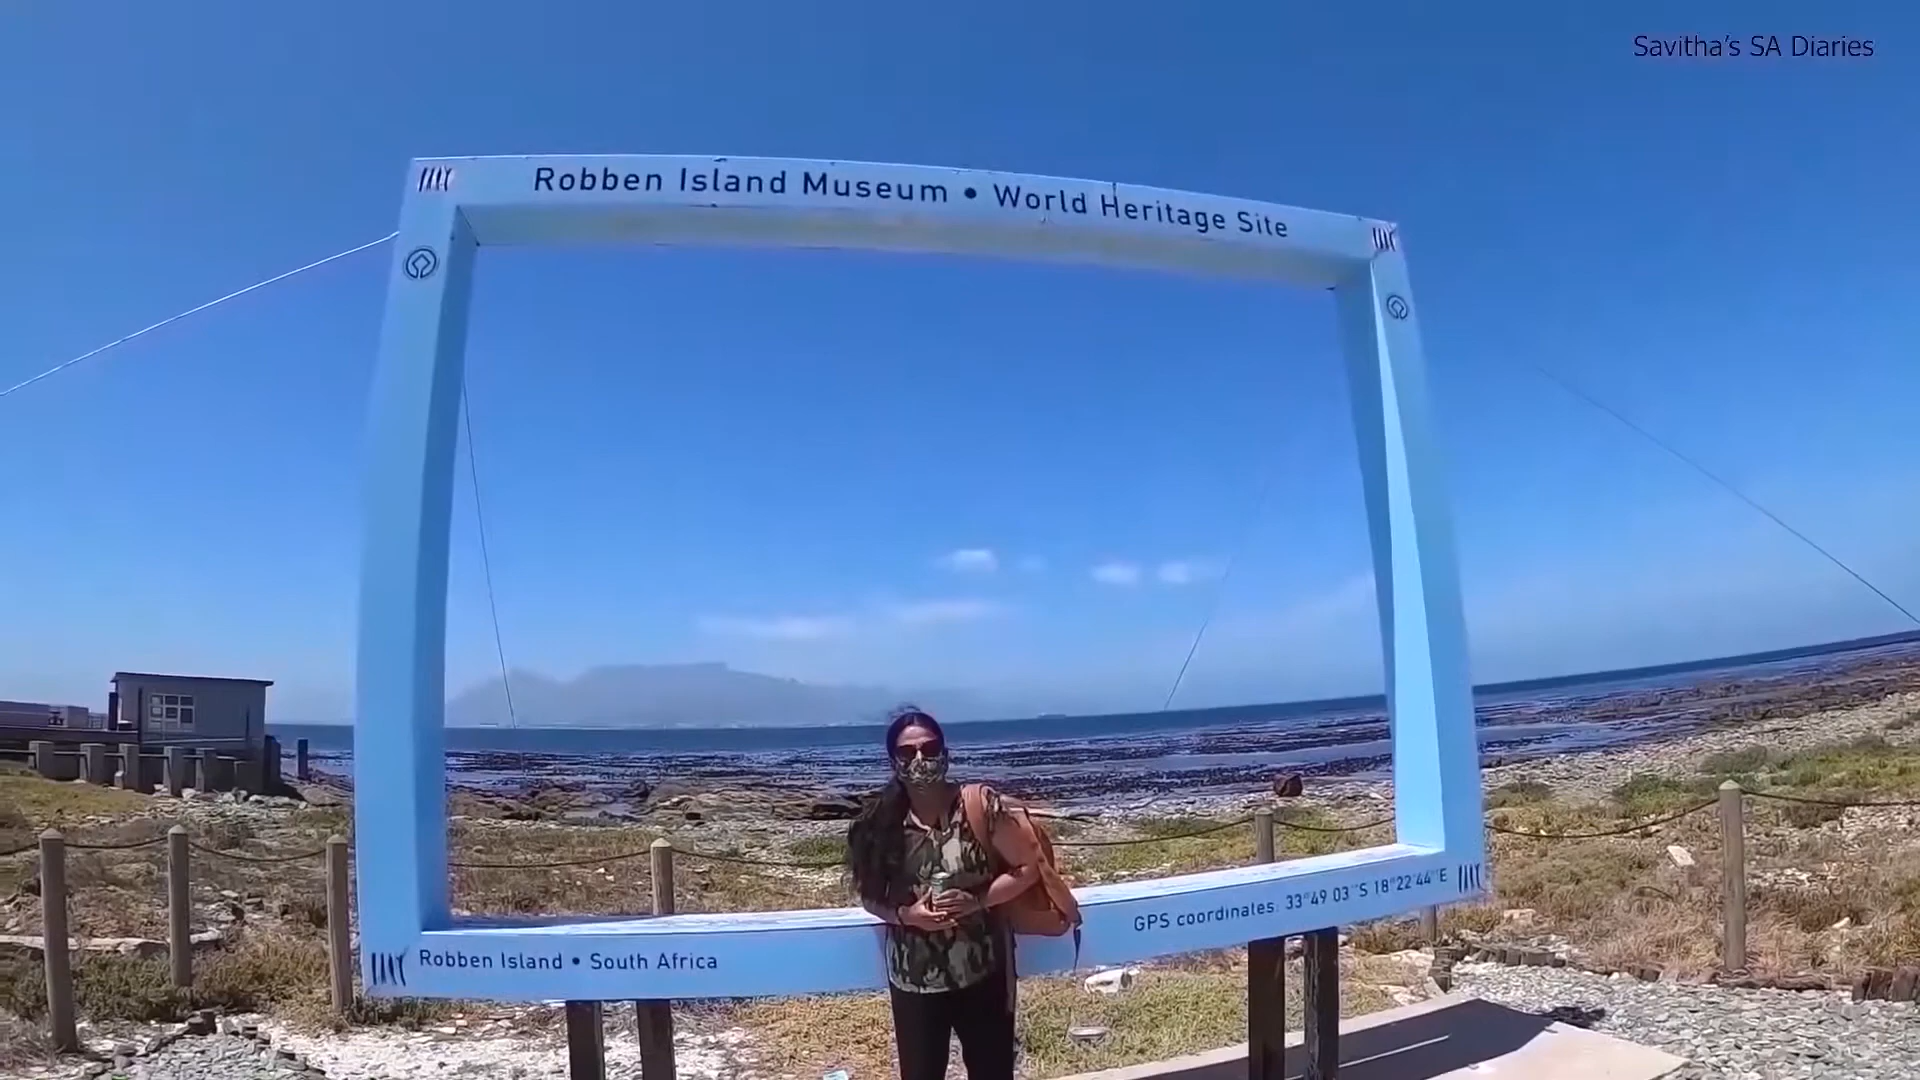 Savitha's SA Diaries
Robben Island Museum • World Heritage Site
GPS coordinates: 33°49 03"S 18°22'44"E
Robben Island • South Africa